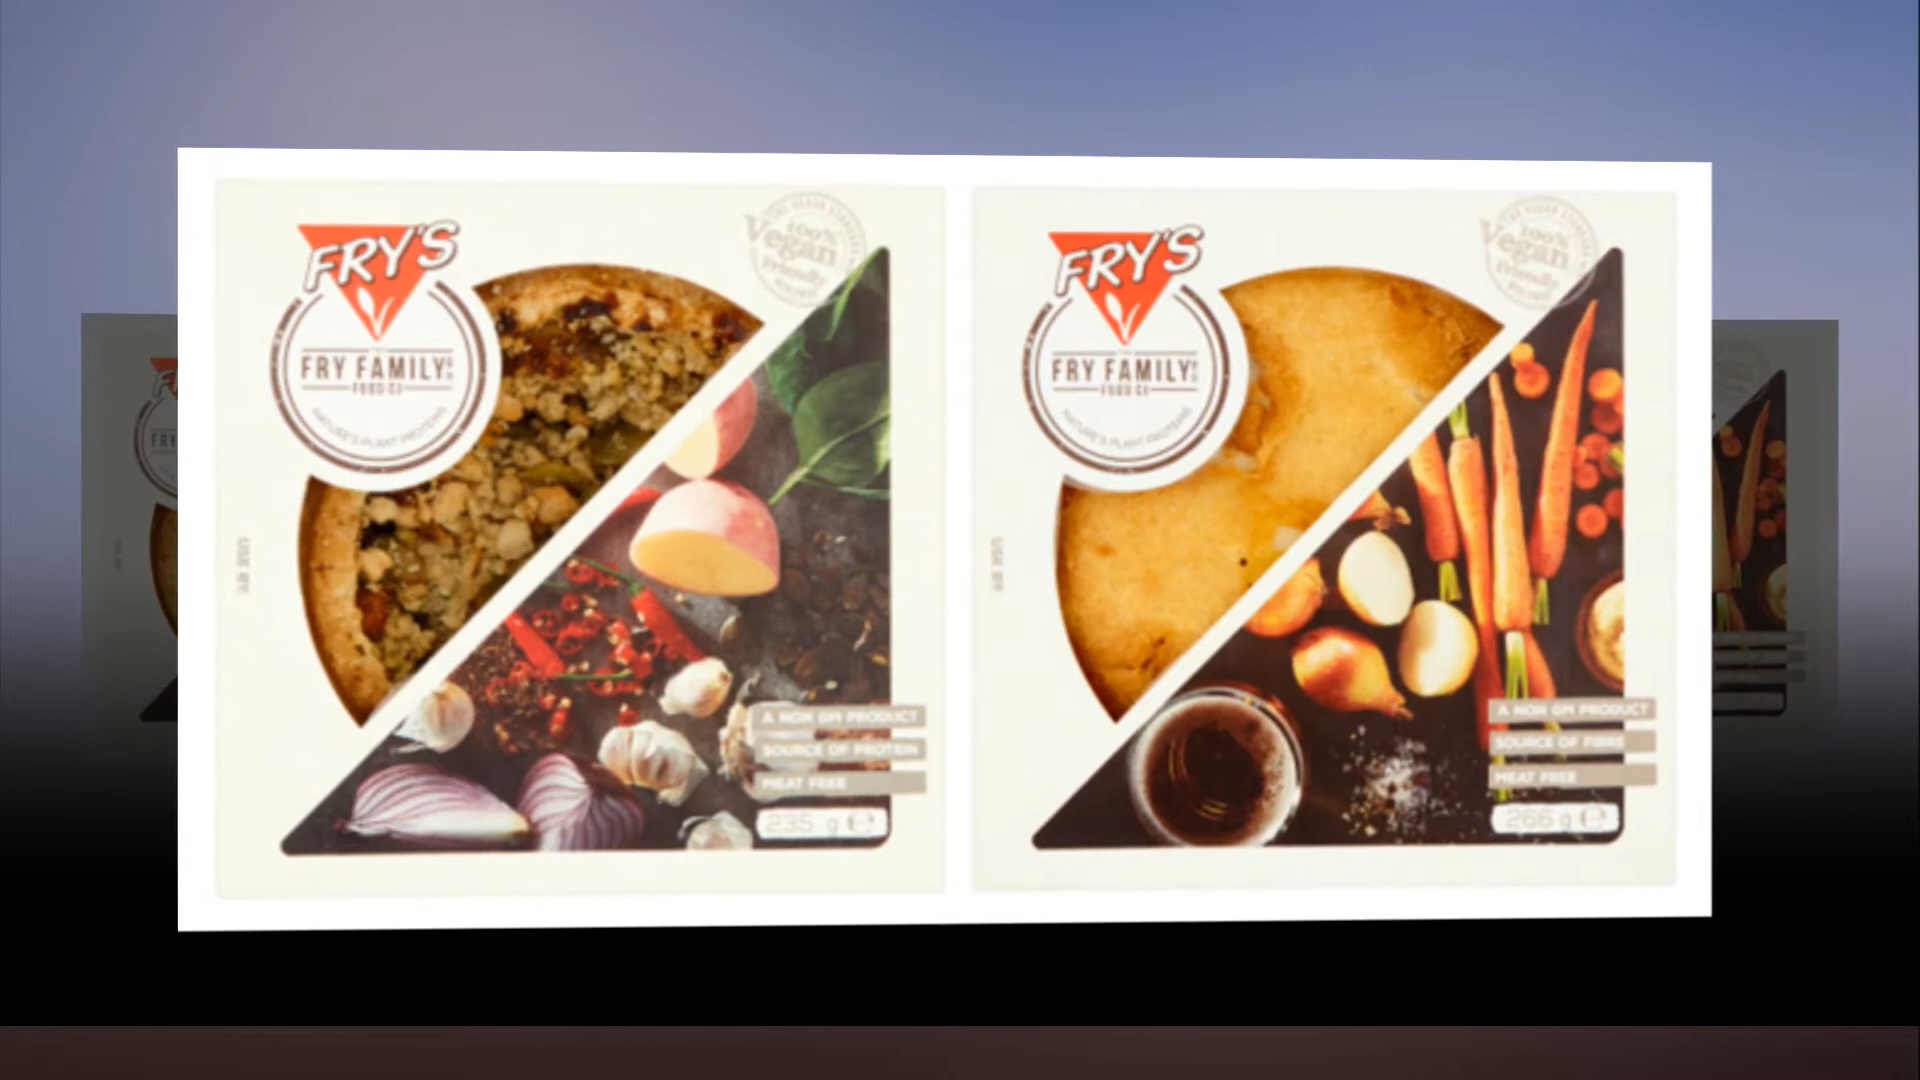 FRY'S
FRY FAMILY
FOOD CO
NATURE'S PLANT PROTEINS
100%
Vegan
Friendly
USE BY
A NON GM PRODUCT
SOURCE OF PROTEIN
MEAT FREE
235 g e
FRY'S
FRY FAMILY
FOOD CO
NATURE'S PLANT PROTEINS
100%
Vegan
Friendly
USE BY
A NON GM PRODUCT
SOURCE OF FIBRE
MEAT FREE
266 g e